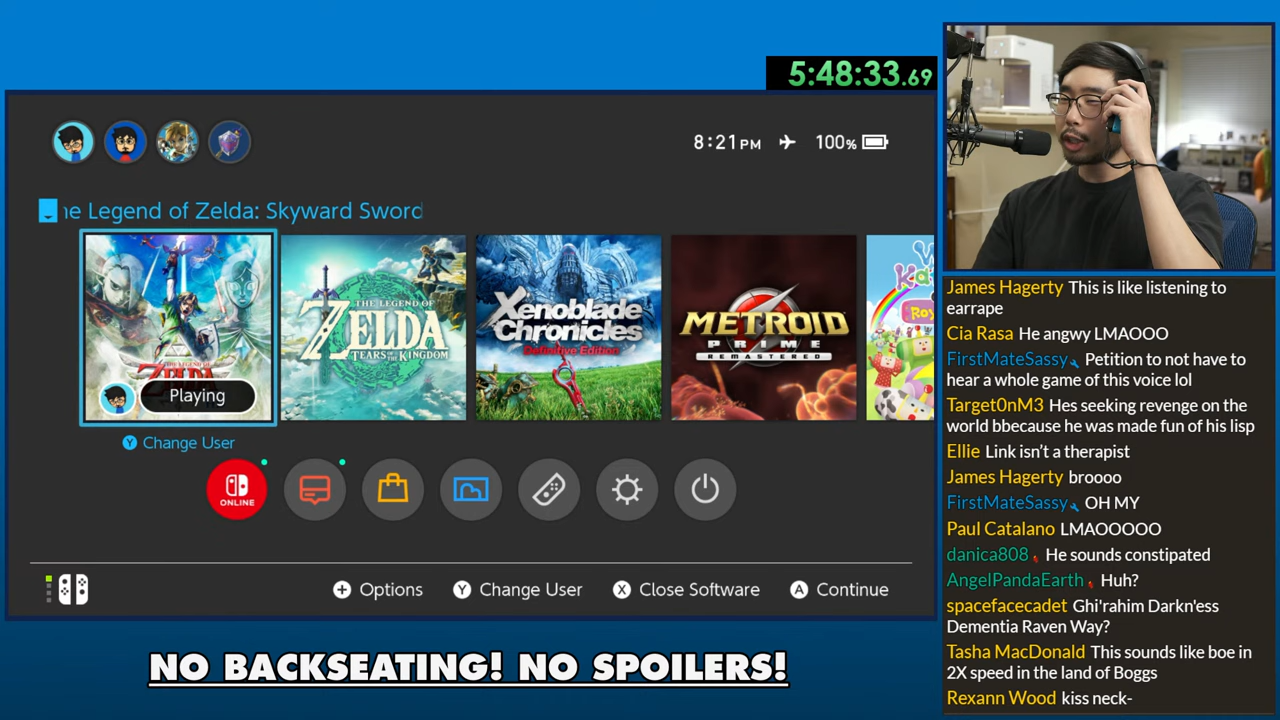 5:48:33.69
8:21PM 100%
he Legend of Zelda: Skyward Sword
THE LEGEND OF
ZELDA
TEARS OF THE KINGDOM
Xenoblade
Chronicles
Definitive Edition
METROID
PRIME
REMASTERED
Playing
Y Change User
ONLINE
+ Options Y Change User X Close Software A Continue
NO BACKSEATING! NO SPOILERS!
James Hagerty This is like listening to
earrape
Cia Rasa He angwy LMAOOO
FirstMateSassy Petition to not have to
hear a whole game of this voice lol
Target0nM3 Hes seeking revenge on the
world bbecause he was made fun of his lisp
Ellie Link isn't a therapist
James Hagerty broooo
FirstMateSassy OH MY
Paul Catalano LMAOOOOO
danica808 He sounds constipated
AngelPandaEarth Huh?
spacefacecadet Ghi'rahim Darkn'ess
Dementia Raven Way?
Tasha MacDonald This sounds like boe in
2X speed in the land of Boggs
Rexann Wood kiss neck-